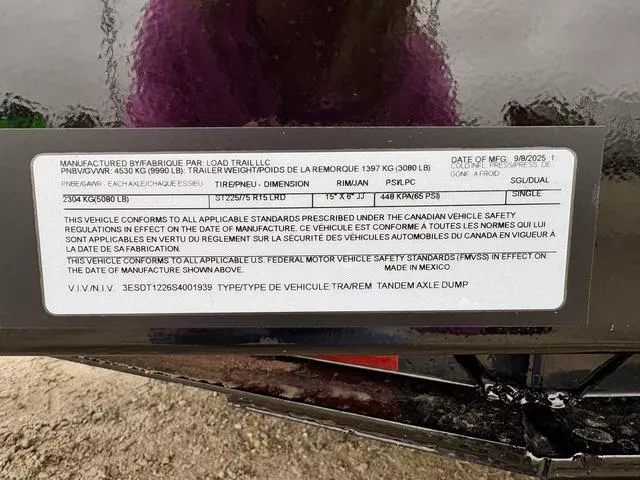 MANUFACTURED BY/FABRIQUE PAR: LOAD TRAIL LLC DATE OF MFG: 9/8/2025 1
PNBV/GVWR: 4530 KG (9990 LB): TRAILER WEIGHT/POIDS DE LA REMORQUE 1397 KG (3080 LB) COLD INFL. PRESS/PRESS. DE
GONF. A FROID
PNBE/GAWR - EACH AXLE/CHAQUE ESSIEU TIRE/PNEU - DIMENSION RIM/JAN PSI/LPC SGL/DUAL
2304 KG(5080 LB) ST225/75 R15 LRD 15" X 6" JJ 448 KPA(65 PSI) SINGLE
THIS VEHICLE CONFORMS TO ALL APPLICABLE STANDARDS PRESCRIBED UNDER THE CANADIAN VEHICLE SAFETY
REGULATIONS IN EFFECT ON THE DATE OF MANUFACTURE. CE VÉHICULE EST CONFORME À TOUTES LES NORMES QUI LUI
SONT APPLICABLES EN VERTU DU RÈGLEMENT SUR LA SÉCURITÉ DES VÉHICULES AUTOMOBILES DU CANADA EN VIGUEUR À
LA DATE DE SA FABRICATION.
THIS VEHICLE CONFORMS TO ALL APPLICABLE U.S. FEDERAL MOTOR VEHICLE SAFETY STANDARDS (FMVSS) IN EFFECT ON
THE DATE OF MANUFACTURE SHOWN ABOVE. MADE IN MEXICO
V.I.V./N.I.V. 3ESDT1226S4001939 TYPE/TYPE DE VEHICULE:TRA/REM TANDEM AXLE DUMP